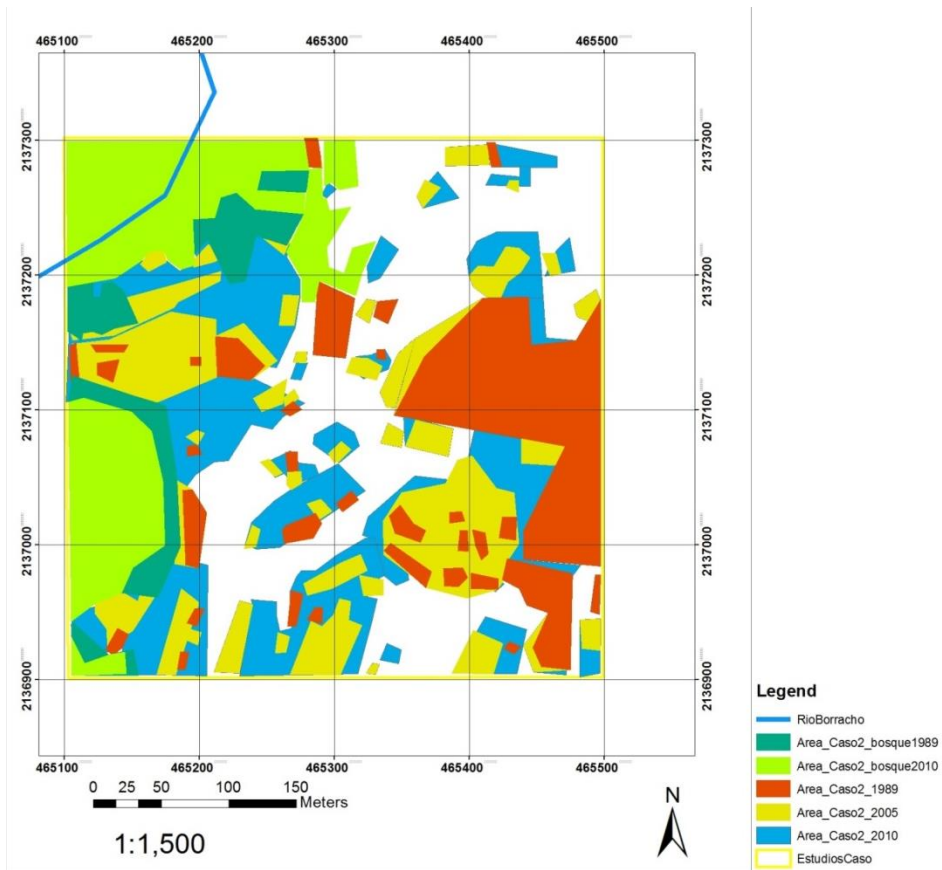 465100 465200 465300 465400 465500
2137300 2137300
2137200 2137200
2137100 2137100
2137000 2137000
2136900 2136900
465100 465200 465300 465400 465500
0 25 50 100 150
Meters
1:1,500
N
Legend
RioBorracho
Area_Caso2_bosque1989
Area_Caso2_bosque2010
Area_Caso2_1989
Area_Caso2_2005
Area_Caso2_2010
EstudiosCaso